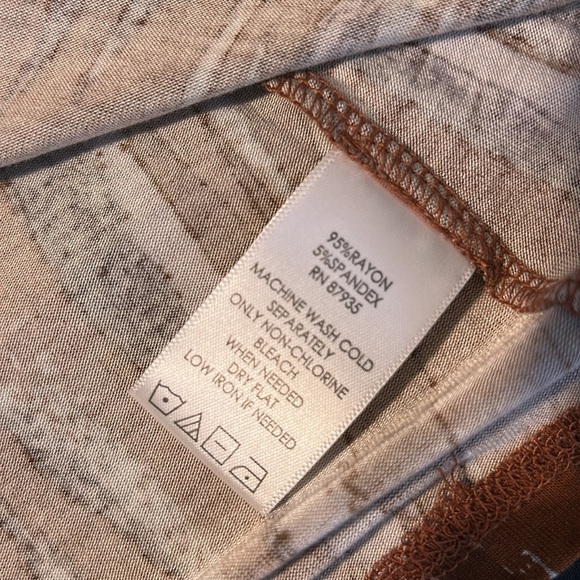 95%RAYON
5%SPANDEX
RN 87935
MACHINE WASH COLD
SEPARATELY
ONLY NON-CHLORINE
BLEACH
WHEN NEEDED
DRY FLAT
LOW IRON IF NEEDED